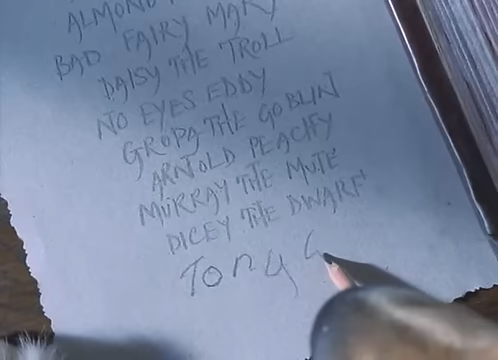 ALMOND
BAD FAIRY MARY
DAISY THE TROLL
NO EYES EDDY
GROPA THE GOBLIN
ARNOLD PEACHY
MURRAY THE MUTE
DICEY THE DWARF
Tony